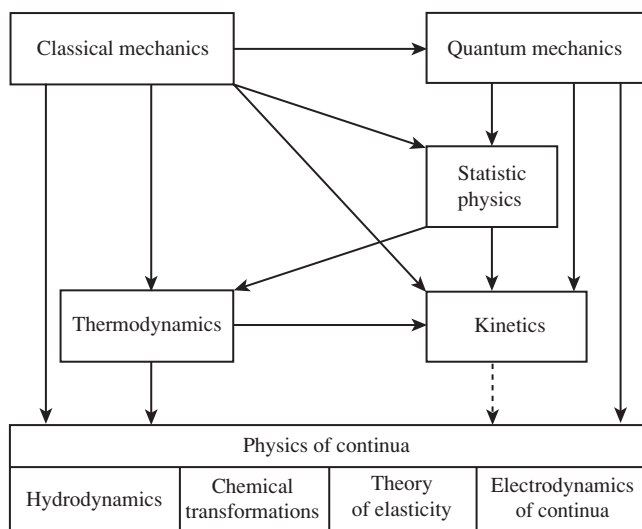 Classical mechanics
Quantum mechanics
Statistic
physics
Thermodynamics
Kinetics
Physics of continua
Hydrodynamics
Chemical
transformations
Theory
of elasticity
Electrodynamics
of continua